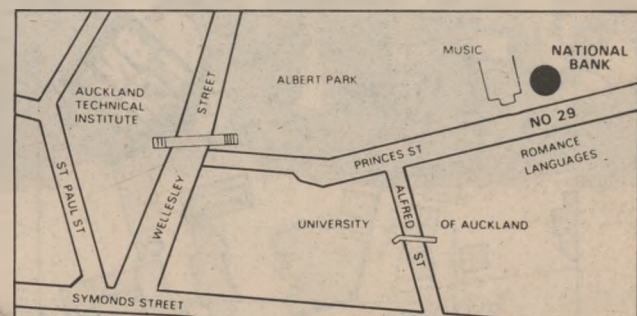 MUSIC
NATIONAL
BANK
AUCKLAND
TECHNICAL
INSTITUTE
STREET
ALBERT PARK
NO 29
ROMANCE
LANGUAGES
PRINCES ST
ST PAUL ST
WELLESLEY
ALFRED
ST
UNIVERSITY
OF AUCKLAND
SYMONDS STREET